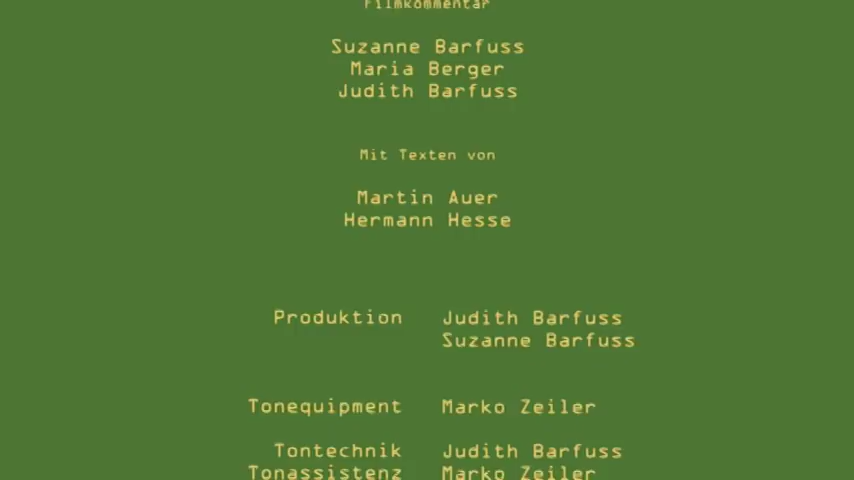 Filmkommentar
Suzanne Barfuss
Maria Berger
Judith Barfuss
Mit Texten von
Martin Auer
Hermann Hesse
Produktion Judith Barfuss
Suzanne Barfuss
Tonequipment Marko Zeiler
Tontechnik Judith Barfuss
Tonassistenz Marko Zeiler